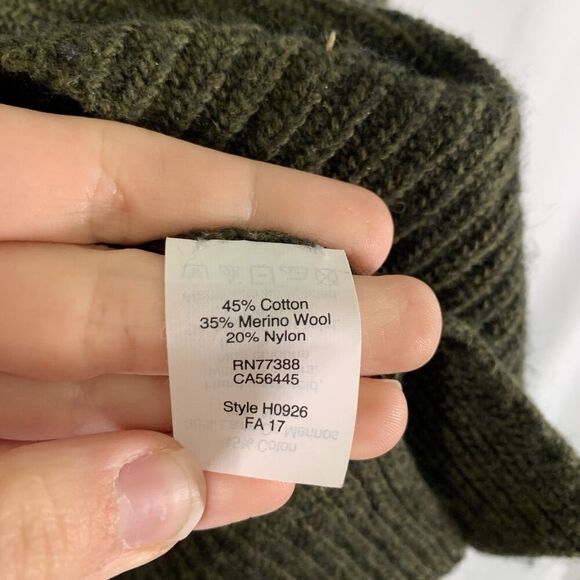 45% Cotton
35% Merino Wool
20% Nylon
RN77388
CA56445
Style H0926
FA 17